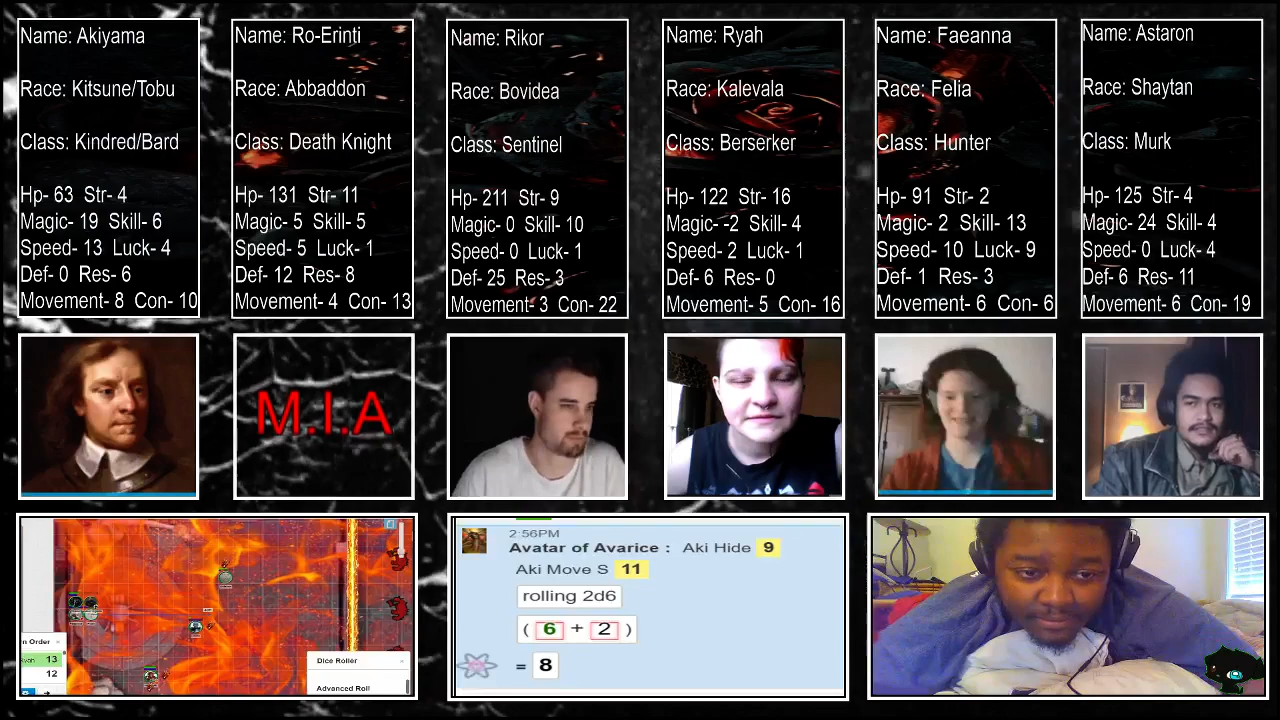 Name: Akiyama
Race: Kitsune/Tobu
Class: Kindred/Bard
Hp- 63 Str- 4
Magic- 19 Skill- 6
Speed- 13 Luck- 4
Def- 0 Res- 6
Movement- 8 Con- 10
Name: Ro-Erinti
Race: Abbaddon
Class: Death Knight
Hp- 131 Str- 11
Magic- 5 Skill- 5
Speed- 5 Luck- 1
Def- 12 Res- 8
Movement- 4 Con- 13
Name: Rikor
Race: Bovidea
Class: Sentinel
Hp- 211 Str- 9
Magic- 0 Skill- 10
Speed- 0 Luck- 1
Def- 25 Res- 3
Movement- 3 Con- 22
Name: Ryah
Race: Kalevala
Class: Berserker
Hp- 122 Str- 16
Magic- -2 Skill- 4
Speed- 2 Luck- 1
Def- 6 Res- 0
Movement- 5 Con- 16
Name: Faeanna
Race: Felia
Class: Hunter
Hp- 91 Str- 2
Magic- 2 Skill- 13
Speed- 10 Luck- 9
Def- 1 Res- 3
Movement- 6 Con- 6
Name: Astaron
Race: Shaytan
Class: Murk
Hp- 125 Str- 4
Magic- 24 Skill- 4
Speed- 0 Luck- 4
Def- 6 Res- 11
Movement- 6 Con- 19
M.I.A
n Order
13
12
Dice Roller
Advanced Roll
2:56PM
Avatar of Avarice : Aki Hide 9
Aki Move S 11
rolling 2d6
( 6 + 2 )
= 8